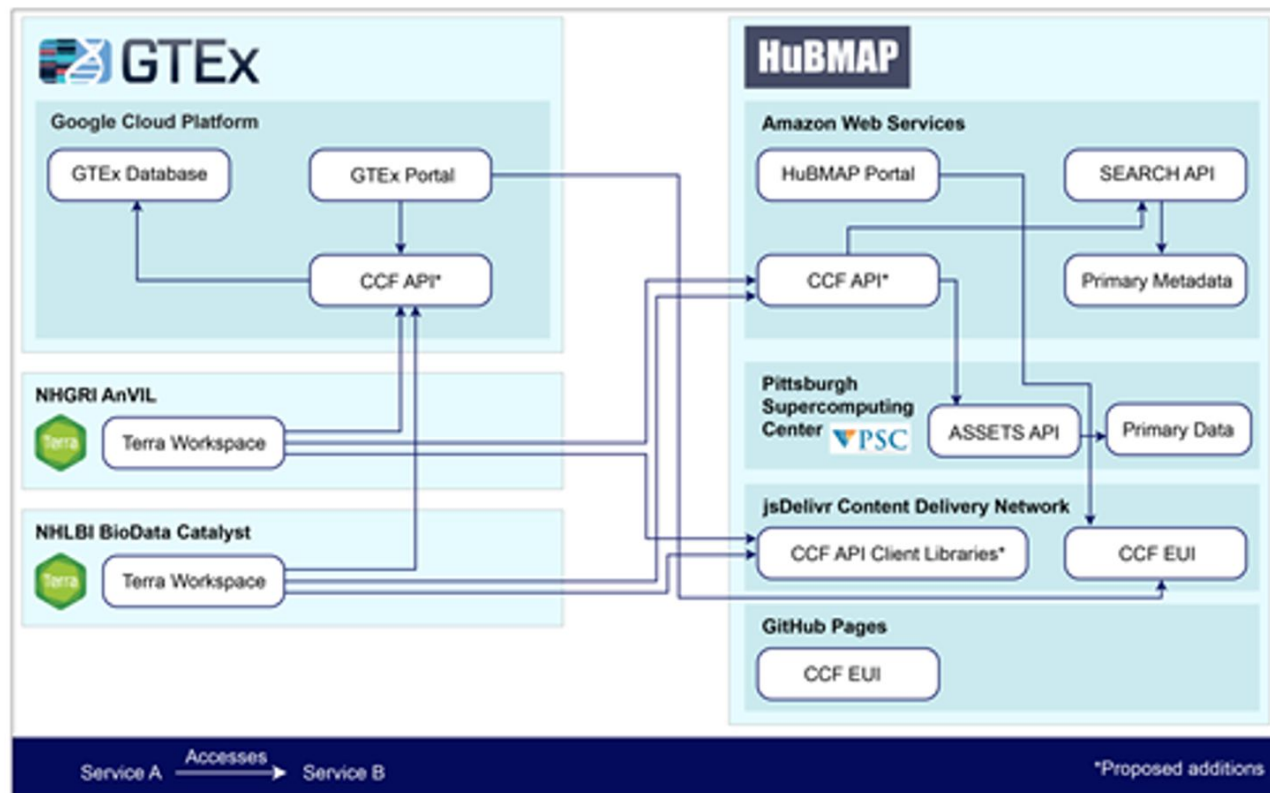 GTEx
Google Cloud Platform
GTEx Database
GTEx Portal
CCF API*
NHGRI AnVIL
Terra
Terra Workspace
NHLBI BioData Catalyst
Terra
Terra Workspace
HuBMAP
Amazon Web Services
HuBMAP Portal
SEARCH API
CCF API*
Primary Metadata
Pittsburgh
Supercomputing
Center
PSC
ASSETS API
Primary Data
jsDelivr Content Delivery Network
CCF API Client Libraries*
CCF EUI
GitHub Pages
CCF EUI
Service A
Accesses
Service B
*Proposed additions